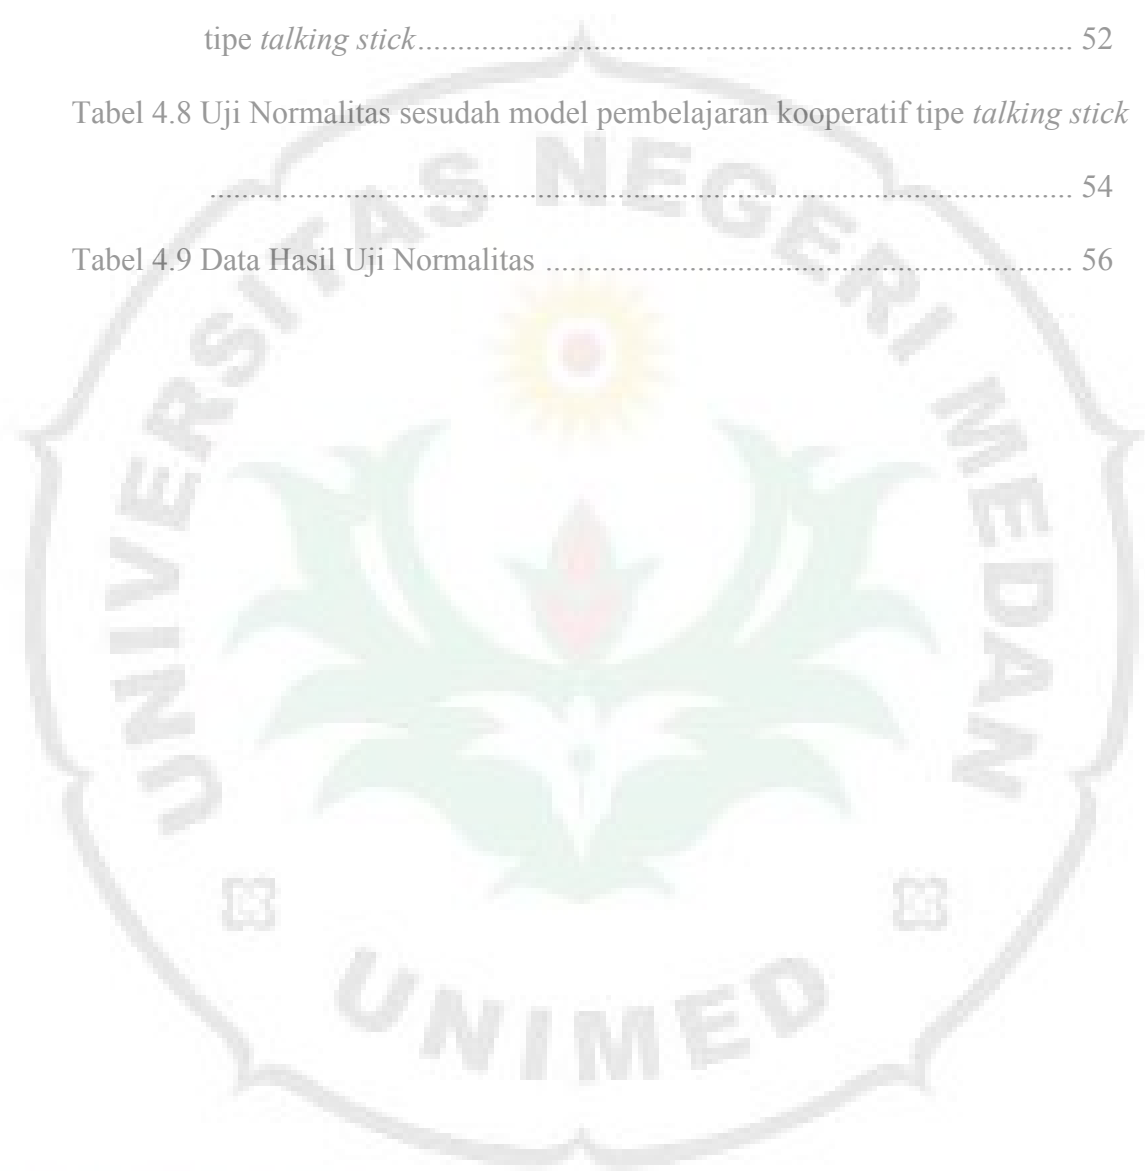 tipe talking stick.................................................................................. 52
Tabel 4.8 Uji Normalitas sesudah model pembelajaran kooperatif tipe talking stick
............................................................................................................ 54
Tabel 4.9 Data Hasil Uji Normalitas .................................................................. 56
UNIVERSITAS NEGERI MEDAN
UNIMED